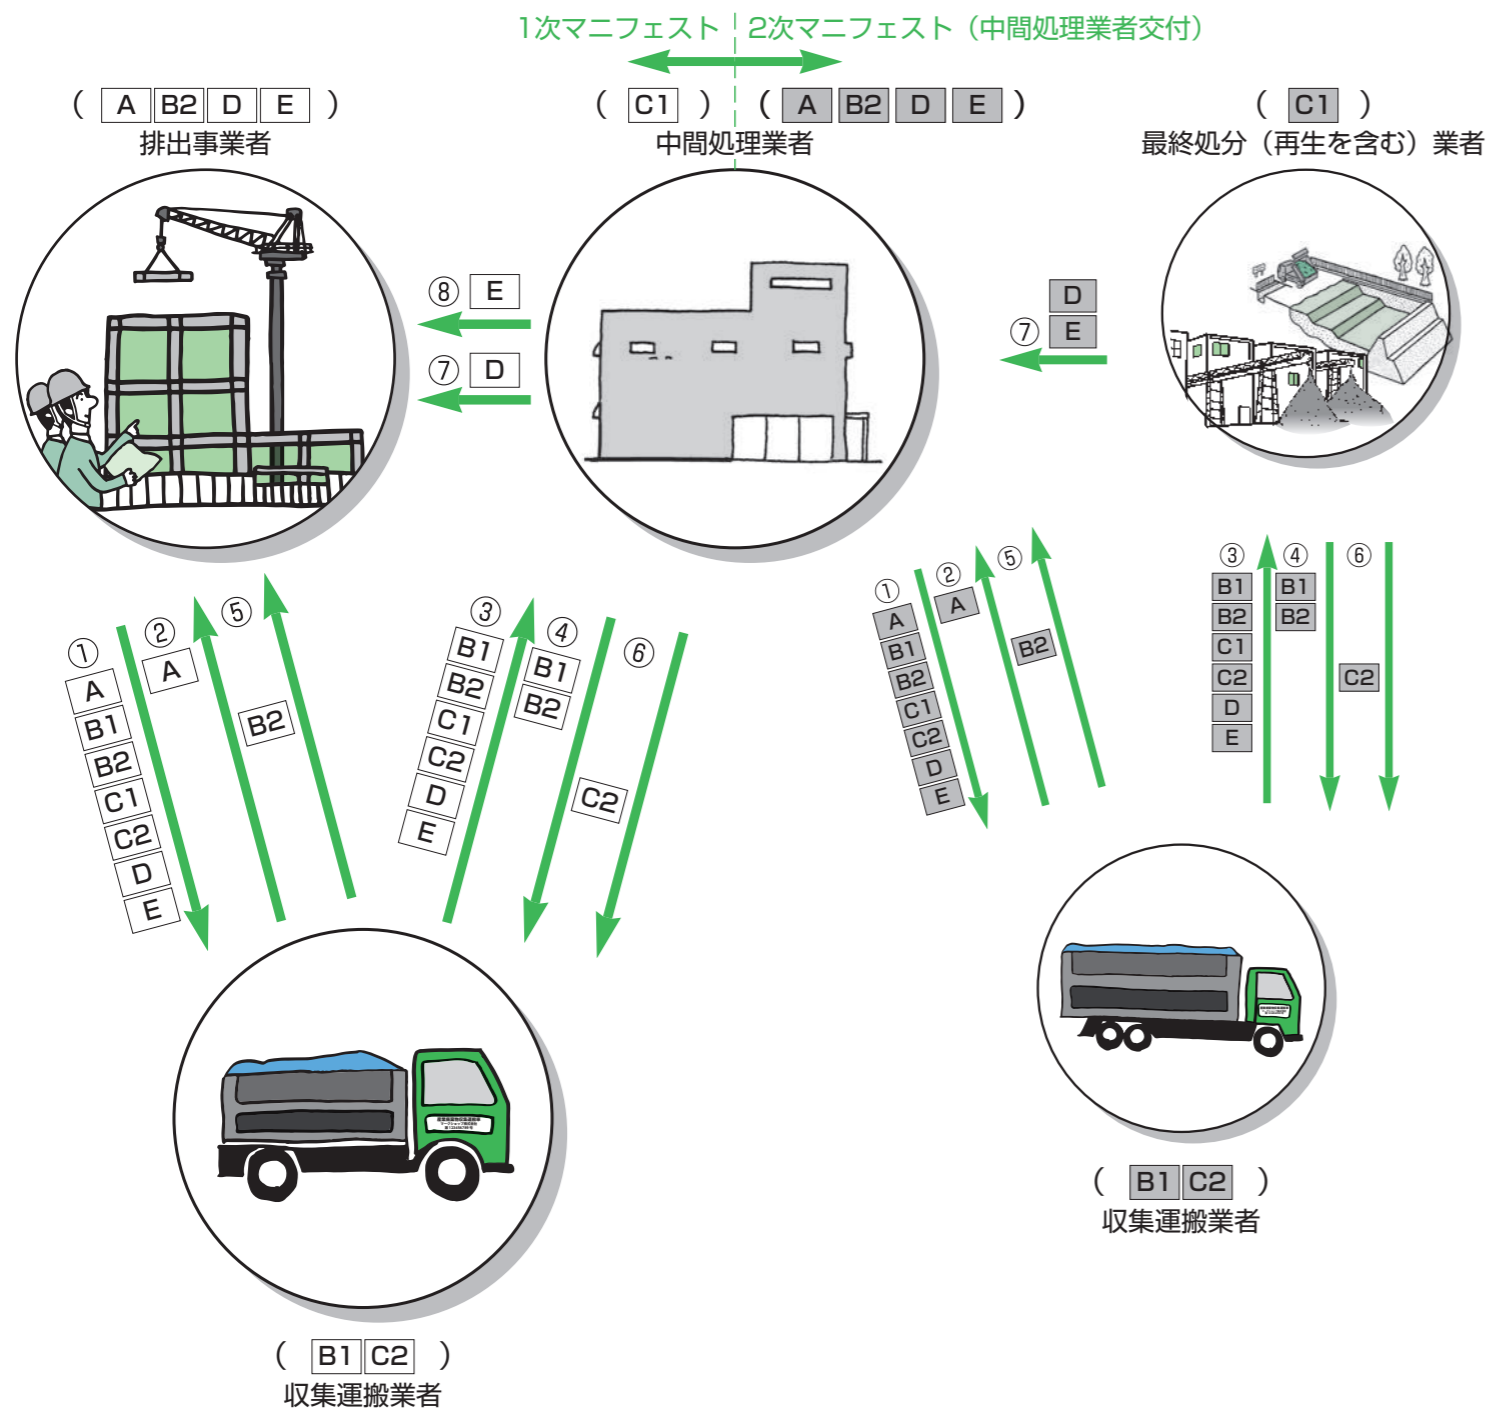 1次マニフェスト 2次マニフェスト（中間処理業者交付）
（ A B2 D E ）
排出事業者
（ C1 ）（ A B2 D E ）
中間処理業者
（ C1 ）
最終処分（再生を含む）業者
⑧ E
⑦ D
D
⑦ E
①
A
B1
B2
C1
C2
D
E
②
A
⑤
B2
③
B1
B2
C1
C2
D
E
④
B1
B2
⑥
C2
①
A
B1
B2
C1
C2
D
E
②
A
⑤
B2
③
B1
B2
C1
C2
D
E
④
B1
B2
⑥
C2
（ B1 C2 ）
収集運搬業者
（ B1 C2 ）
収集運搬業者